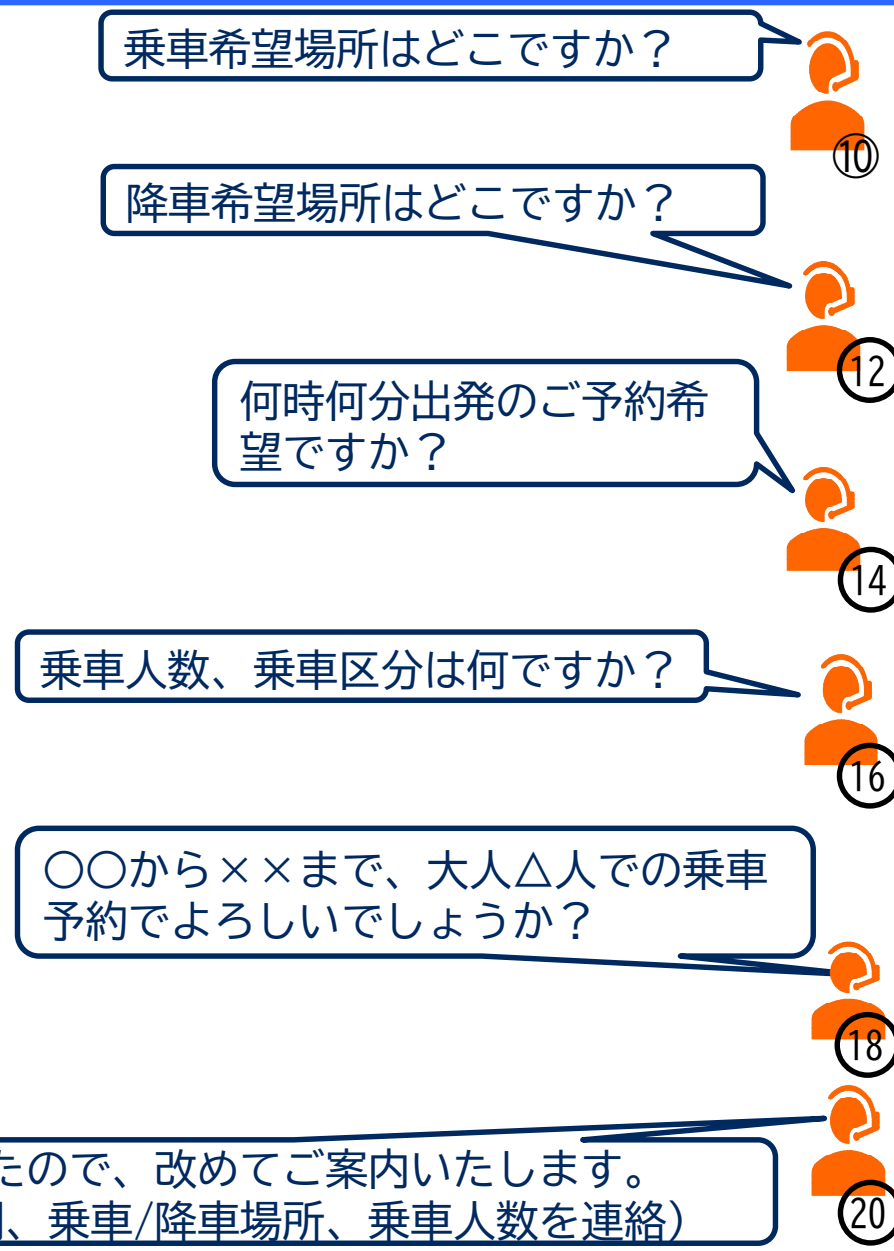 乗車希望場所はどこですか？
⑩
降車希望場所はどこですか？
12
何時何分出発のご予約希
望ですか？
14
乗車人数、乗車区分は何ですか？
16
○○から××まで、大人△人での乗車
予約でよろしいでしょうか？
18
たので、改めてご案内いたします。
、乗車/降車場所、乗車人数を連絡）
20